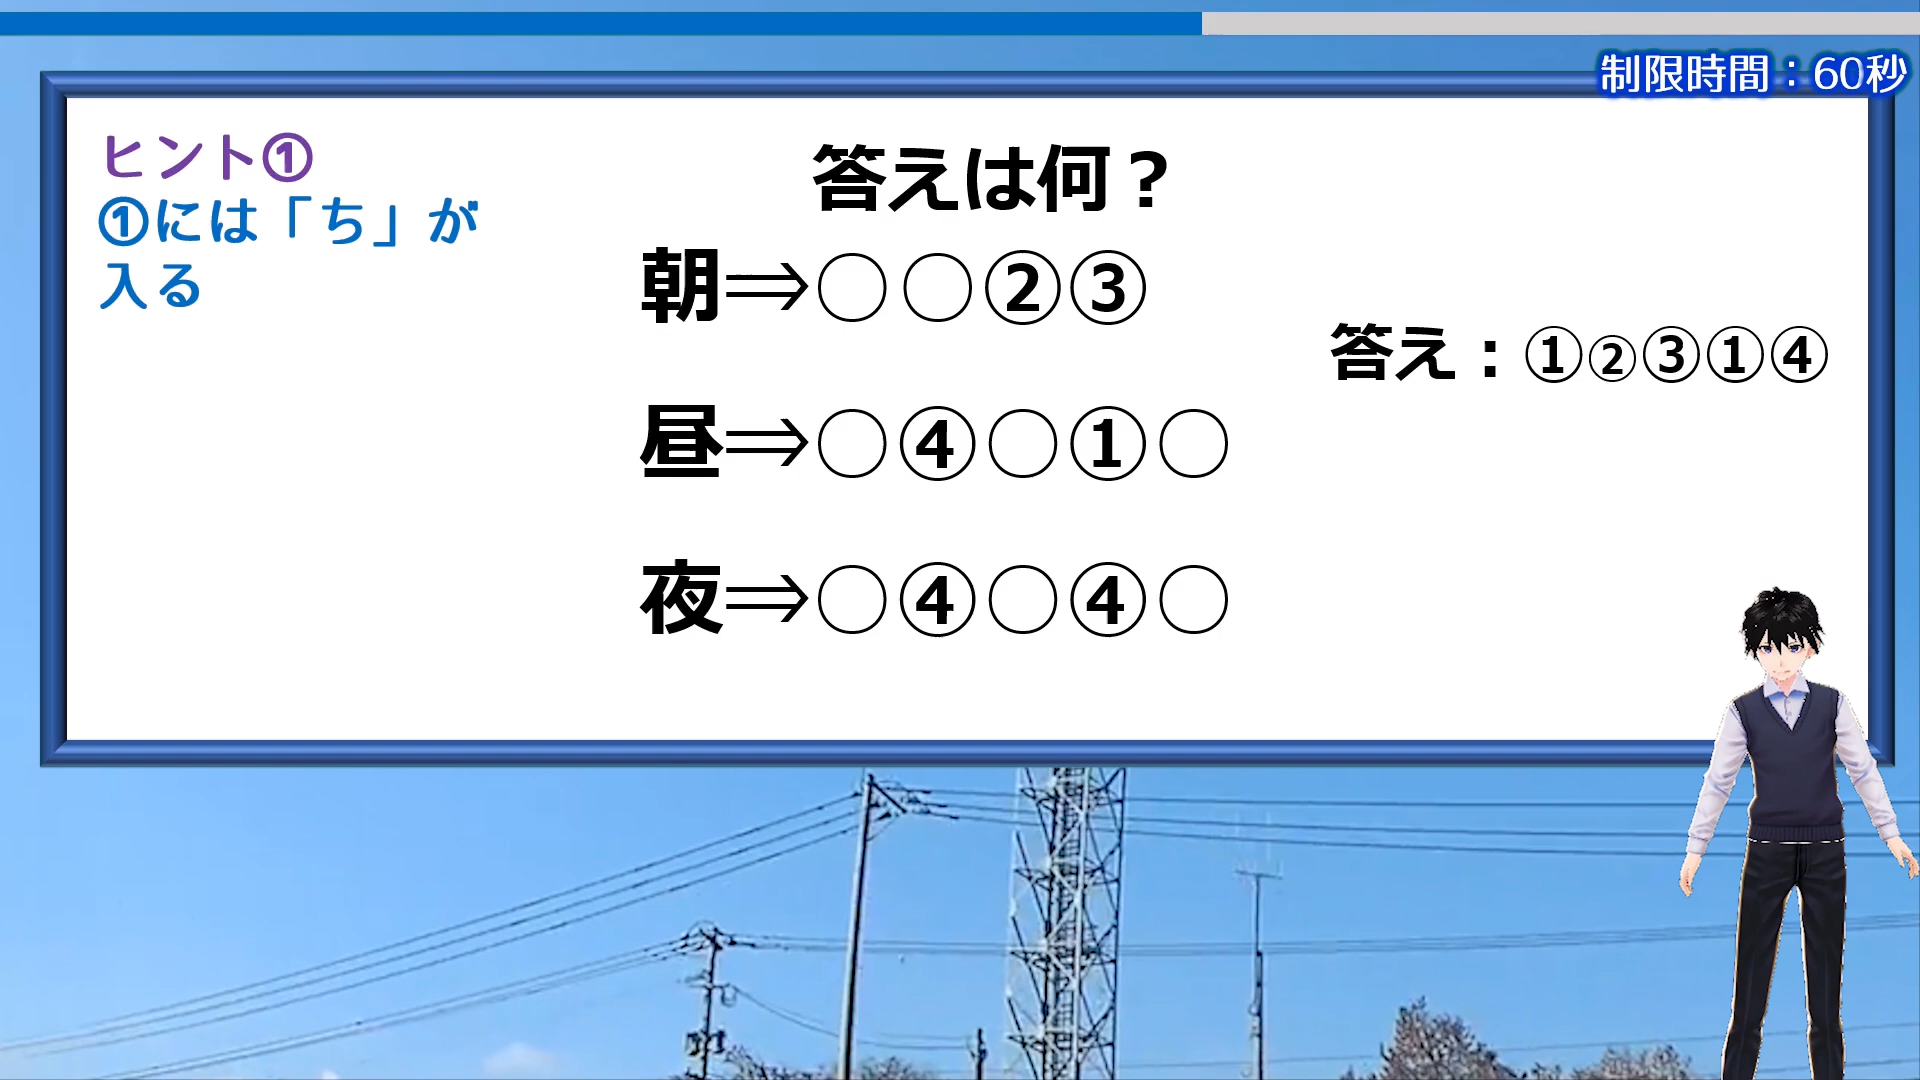 制限時間：60秒
ヒント①
①には「ち」が
入る
答えは何？
朝⇒○○②③
昼⇒○④○①○
夜⇒○④○④○
答え：①②③①④